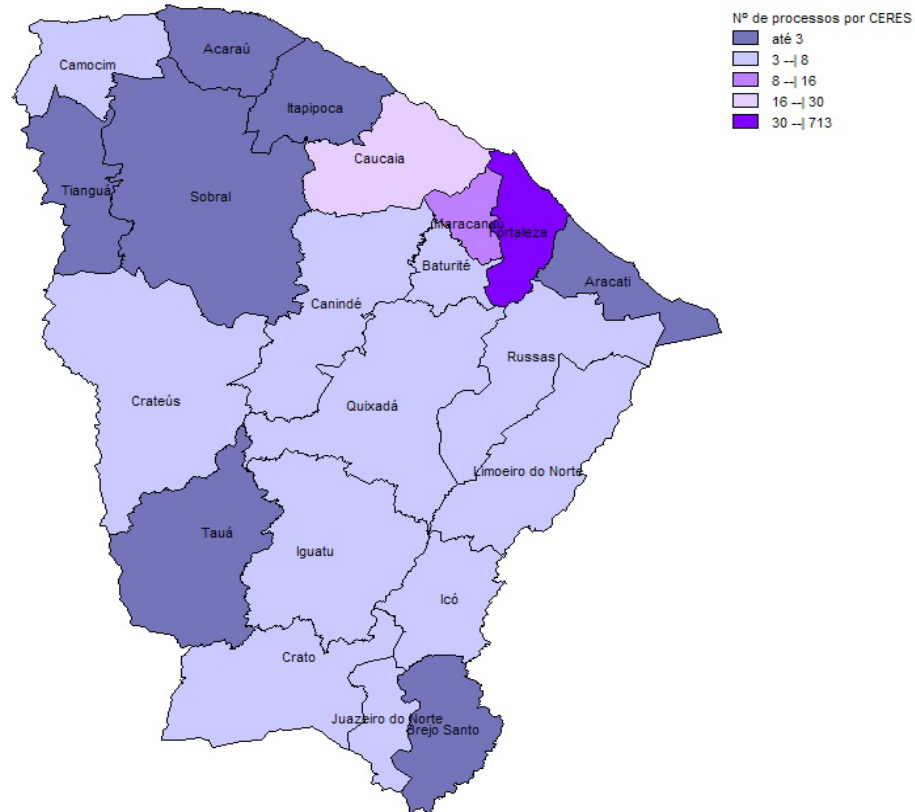 Nº de processos por CERES
até 3
3 --| 8
8 --| 16
16 --| 30
30 --| 713
Acaraú
Camocim
Itapipoca
Caucaia
Tianguá
Sobral
Maracanaú
Fortaleza
Baturité
Aracati
Canindé
Russas
Crateús
Quixadá
Limoeiro do Norte
Tauá
Iguatu
Icó
Crato
Juazeiro do Norte
Brejo Santo